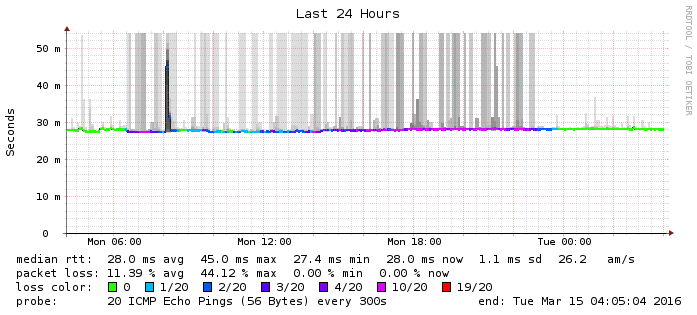 Last 24 Hours
RRDTOOL / TOBI OETIKER
Seconds
50 m
40 m
30 m
20 m
10 m
0
Mon 06:00 Mon 12:00 Mon 18:00 Tue 00:00
median rtt: 28.0 ms avg 45.0 ms max 27.4 ms min 28.0 ms now 1.1 ms sd 26.2 am/s
packet loss: 11.39 % avg 44.12 % max 0.00 % min 0.00 % now
loss color: 0 1/20 2/20 3/20 4/20 10/20 19/20
probe: 20 ICMP Echo Pings (56 Bytes) every 300s end: Tue Mar 15 04:05:04 2016